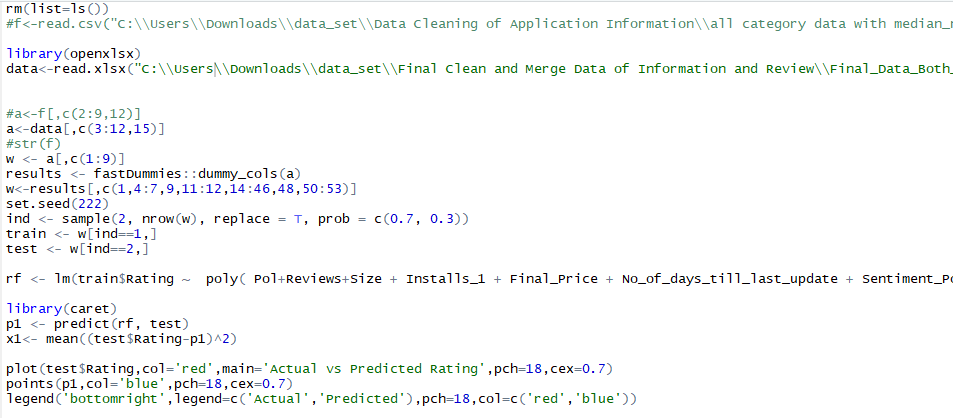 rm(list=ls())
#f<-read.csv("C:\\Users\\Downloads\\data_set\\Data Cleaning of Application Information\\all category data with median_
library(openxlsx)
data<-read.xlsx("C:\\Users\\Downloads\\data_set\\Final Clean and Merge Data of Information and Review\\Final_Data_Both_
#a<-f[,c(2:9,12)]
a<-data[,c(3:12,15)]
#str(f)
w <- a[,c(1:9)]
results <- fastDummies::dummy_cols(a)
w<-results[,c(1,4:7,9,11:12,14:46,48,50:53)]
set.seed(222)
ind <- sample(2, nrow(w), replace = T, prob = c(0.7, 0.3))
train <- w[ind==1,]
test <- w[ind==2,]
rf <- lm(train$Rating ~  poly( Pol+Reviews+Size + Installs_1 + Final_Price + No_of_days_till_last_update + Sentiment_Po
library(caret)
p1 <- predict(rf, test)
x1<- mean((test$Rating-p1)^2)
plot(test$Rating,col='red',main='Actual vs Predicted Rating',pch=18,cex=0.7)
points(p1,col='blue',pch=18,cex=0.7)
legend('bottomright',legend=c('Actual','Predicted'),pch=18,col=c('red','blue'))